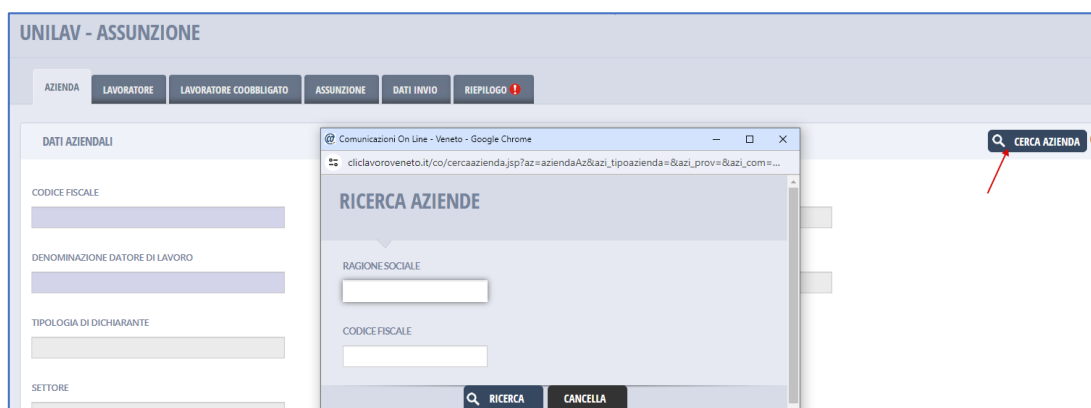 UNILAV - ASSUNZIONE
AZIENDA LAVORATORE LAVORATORE COOBBLIGATO ASSUNZIONE DATI INVIO RIEPILOGO
DATI AZIENDALI
CERCA AZIENDA
CODICE FISCALE
DENOMINAZIONE DATORE DI LAVORO
TIPOLOGIA DI DICHIARANTE
SETTORE
Comunicazioni On Line - Veneto - Google Chrome
cliclavoroveneto.it/co/cercaazienda.jsp?az=aziendaAz&azi_tipoazienda=&azi_prov=&azi_com=...
RICERCA AZIENDE
RAGIONE SOCIALE
CODICE FISCALE
RICERCA CANCELLA